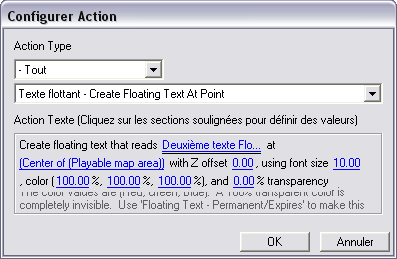 Configurer Action
Action Type
- Tout
Texte flottant - Create Floating Text At Point
Action Texte (Cliquez sur les sections soulignées pour définir des valeurs)
Create floating text that reads Deuxième texte Flo... at
(Center of (Playable map area)) with Z offset 0.00, using font size 10.00
, color (100.00%, 100.00%, 100.00%), and 0.00% transparency
The color values are (red, green, blue). A 100% transparent color is
completely invisible. Use 'Floating Text - Permanent/Expires' to make this
OK
Annuler